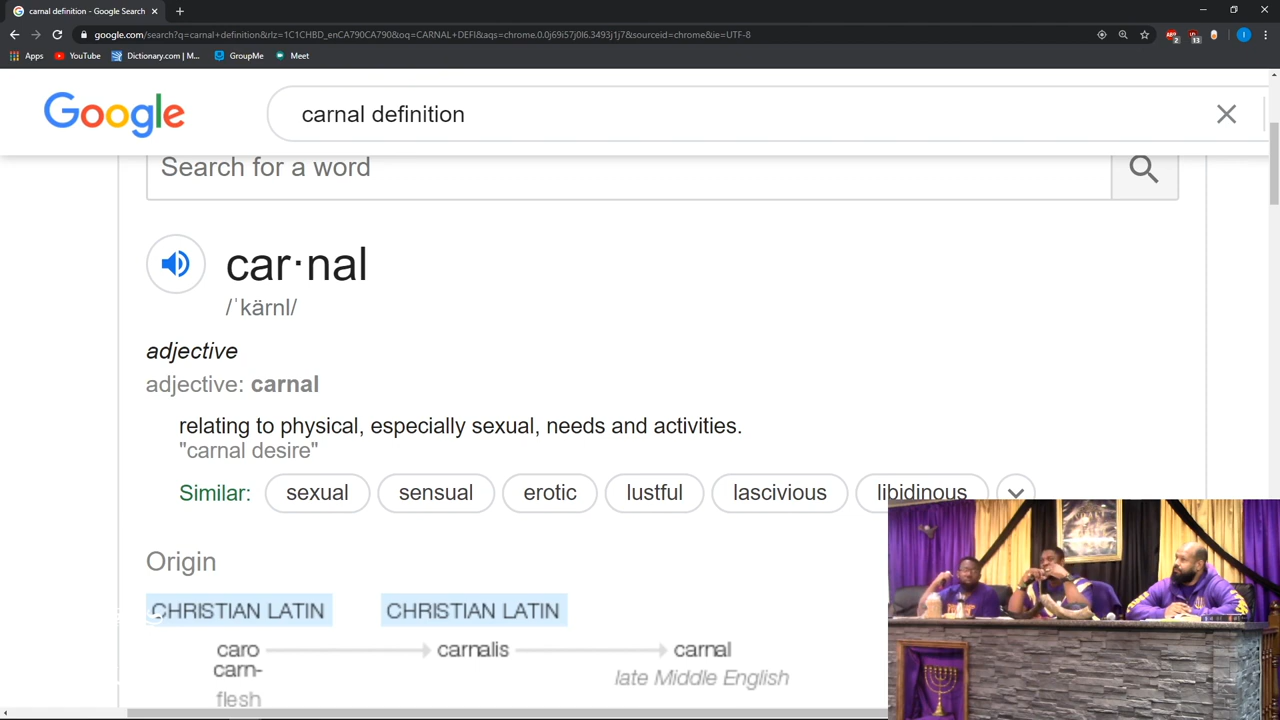 carnal definition - Google Search
google.com/search?q=carnal+definition&rlz=1C1CHBD_enCA790CA790&oq=CARNAL+DEFI&aqs=chrome.0.0j69i57j0l6.3493j1j7&sourceid=chrome&ie=UTF-8
2
13
I
Apps YouTube Dictionary.com | M... GroupMe Meet
Google
carnal definition
Search for a word
car·nal
/ˈkärnl/
adjective
adjective: carnal
relating to physical, especially sexual, needs and activities.
"carnal desire"
Similar: sexual sensual erotic lustful lascivious libidinous
Origin
CHRISTIAN LATIN CHRISTIAN LATIN
caro carnalis carnal
carn- late Middle English
flesh